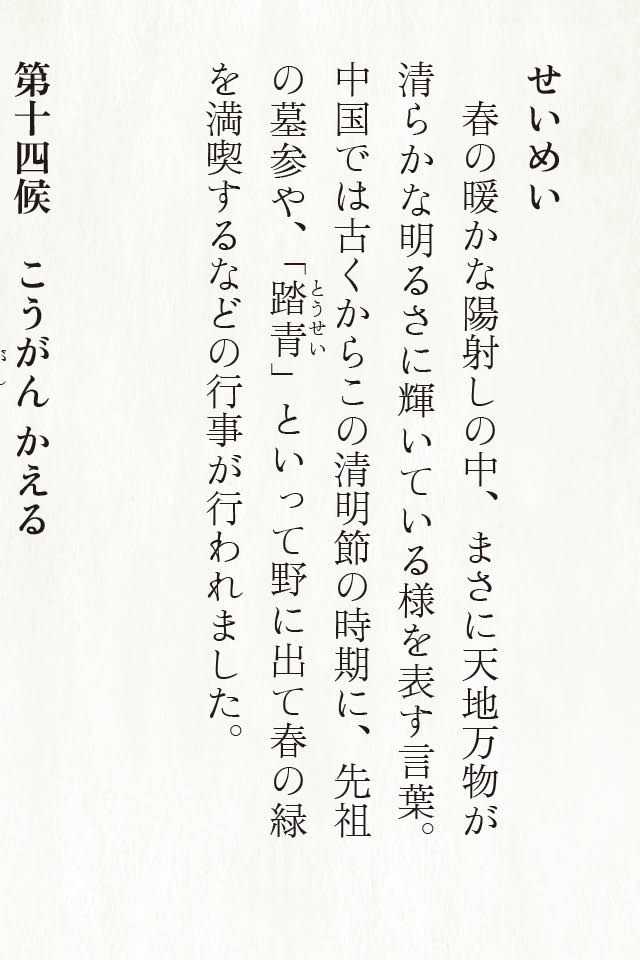 せいめい
　春の暖かな陽射しの中、まさに天地万物が
清らかな明るさに輝いている様を表す言葉。
中国では古くからこの清明節の時期に、先祖
の墓参や、「踏青」といって野に出て春の緑
とうせい
を満喫するなどの行事が行われました。
第十四候　こうがん かえる